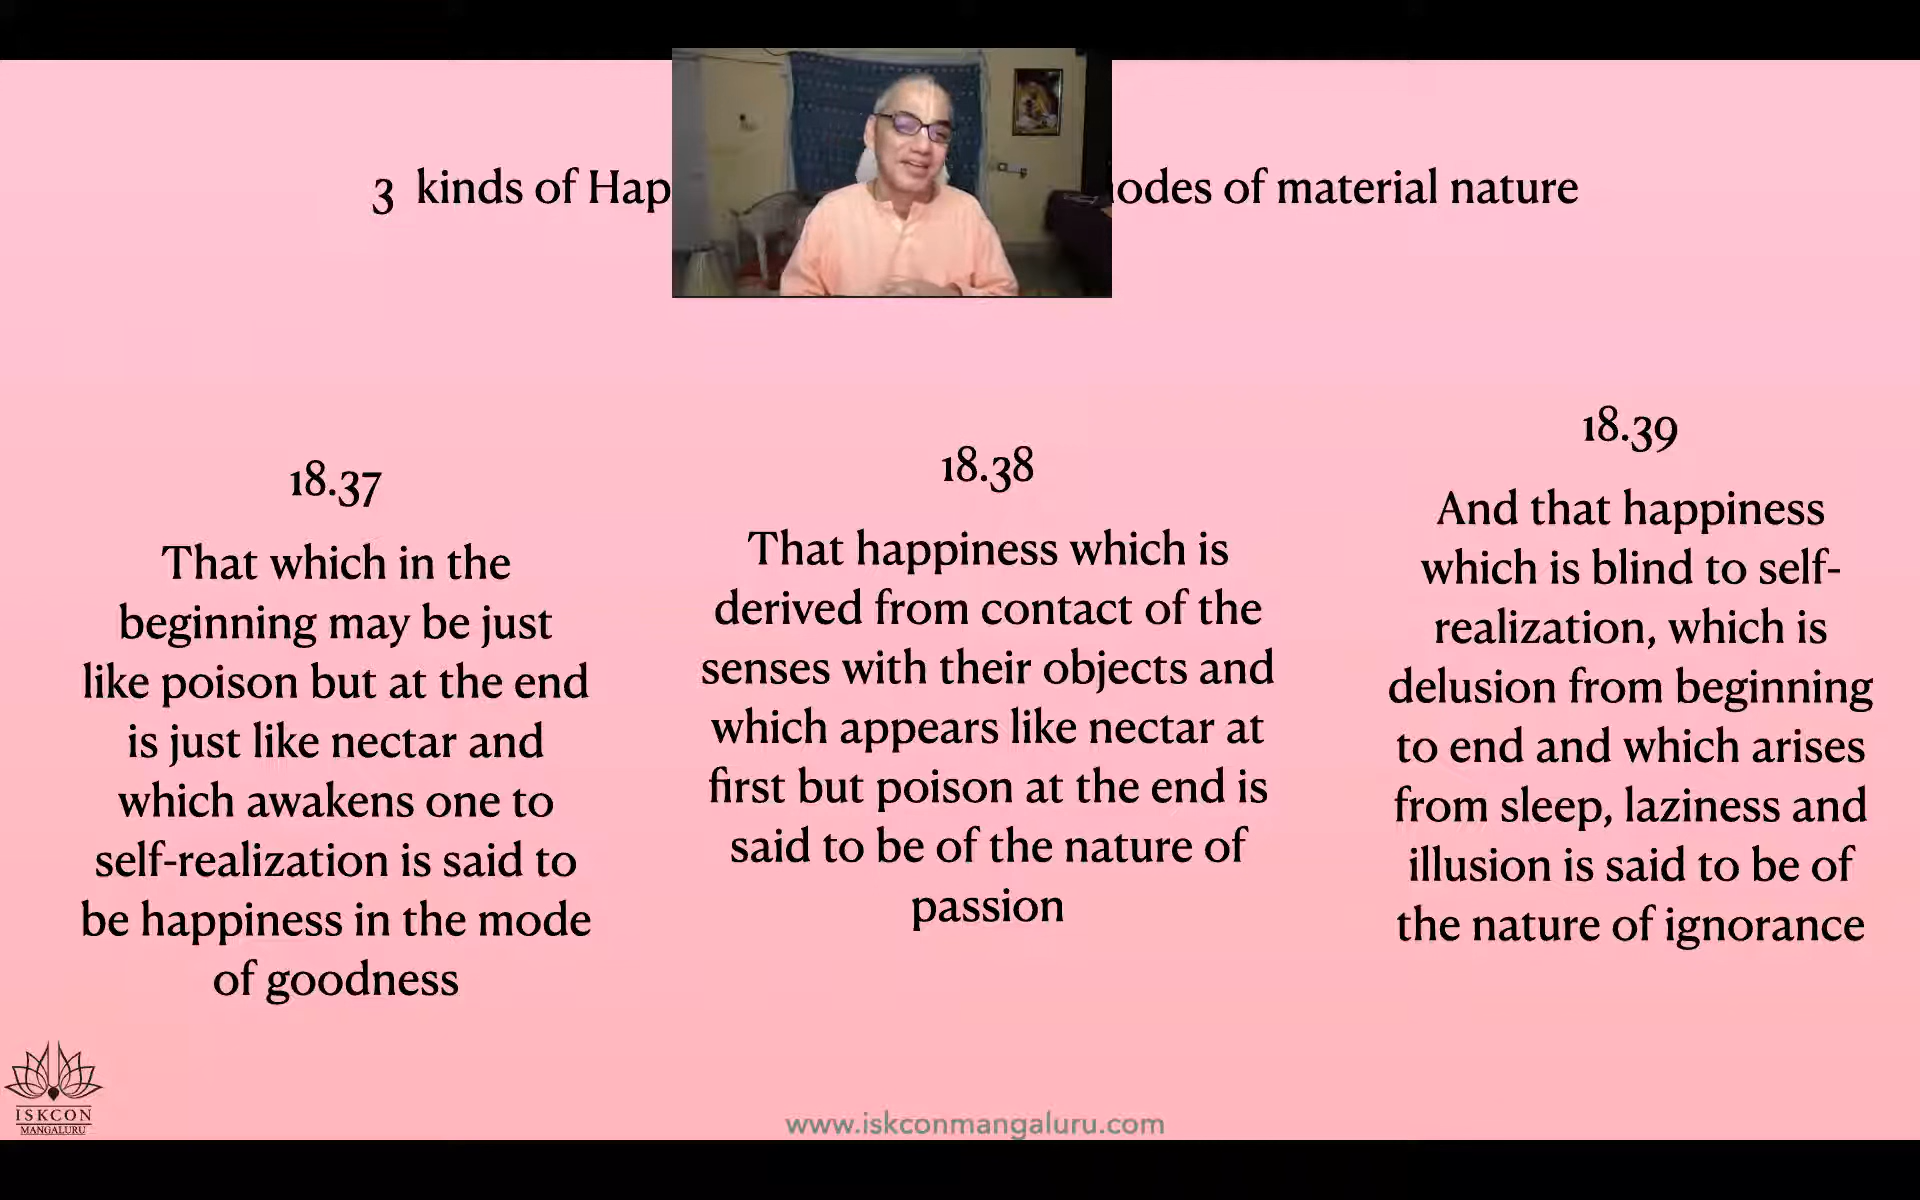 3 kinds of Hap
odes of material nature
18.37
That which in the
beginning may be just
like poison but at the end
is just like nectar and
which awakens one to
self-realization is said to
be happiness in the mode
of goodness
18.38
That happiness which is
derived from contact of the
senses with their objects and
which appears like nectar at
first but poison at the end is
said to be of the nature of
passion
18.39
And that happiness
which is blind to self-
realization, which is
delusion from beginning
to end and which arises
from sleep, laziness and
illusion is said to be of
the nature of ignorance
ISKCON
MANGALURU
www.iskconmangaluru.com